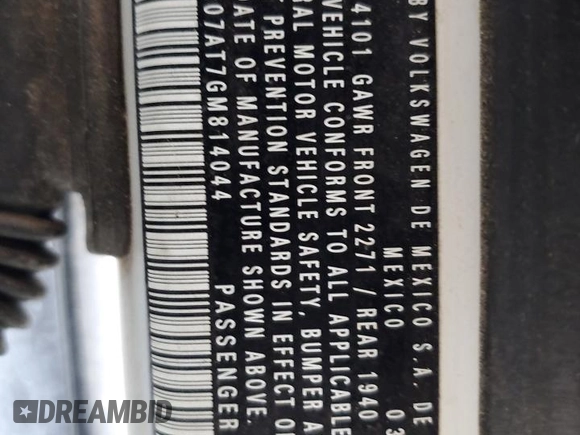 BY VOLKSWAGEN DE MEXICO S.A. DE
MEXICO 03
4101 GAWR FRONT 2271 / REAR 1940
VEHICLE CONFORMS TO ALL APPLICABLE
RAL MOTOR VEHICLE SAFETY, BUMPER A
PREVENTION STANDARDS IN EFFECT O
ATE OF MANUFACTURE SHOWN ABOVE.
07AT7GM814044 PASSENGER
DREAMBID